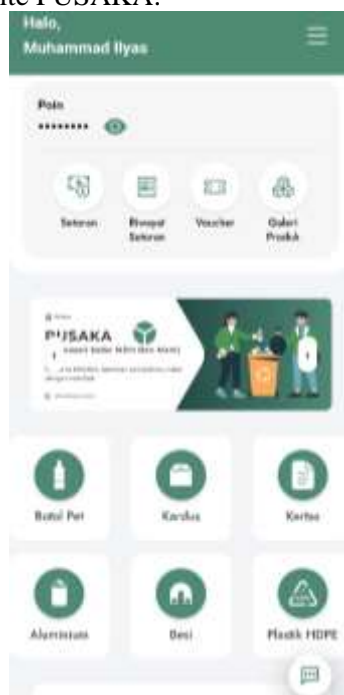 te PUSAKA.
Halo,
Muhammad Ilyas
Poin
••••••••
Setoran
Riwayat
Setoran
Voucher
Galeri
Produk
PUSAKA
Botol Pet
Kardus
Kertas
Aluminium
Besi
Plastik HDPE